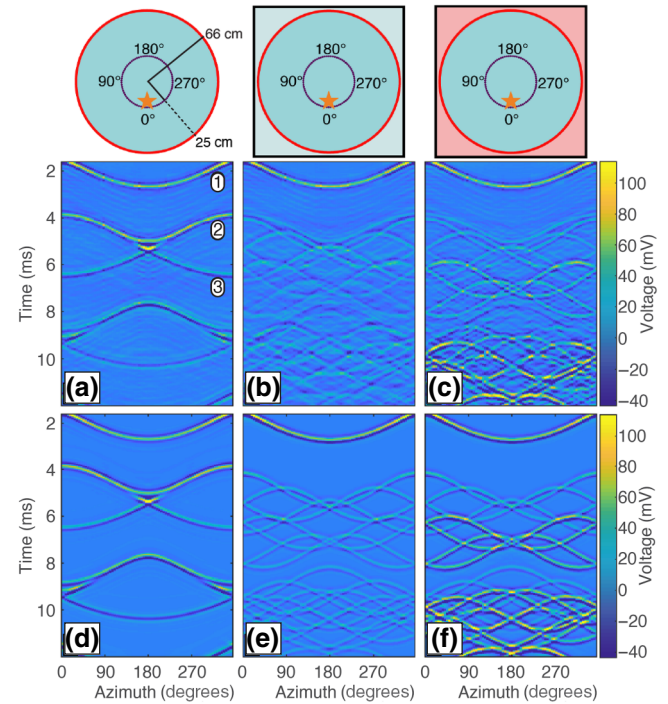 66 cm
180° 180° 180°
90° 270° 90° 270° 90° 270°
0° 0° 0°
25 cm
2 1 100
4 2 80
60
6 40
3 20
8 0
−20
10 −40
Time (ms)
Voltage (mV)
(a) (b) (c)
2 100
4 80
60
6 40
20
8 0
−20
10 −40
Time (ms)
Voltage (mV)
(d) (e) (f)
0 90 180 270 0 90 180 270 0 90 180 270
Azimuth (degrees) Azimuth (degrees) Azimuth (degrees)